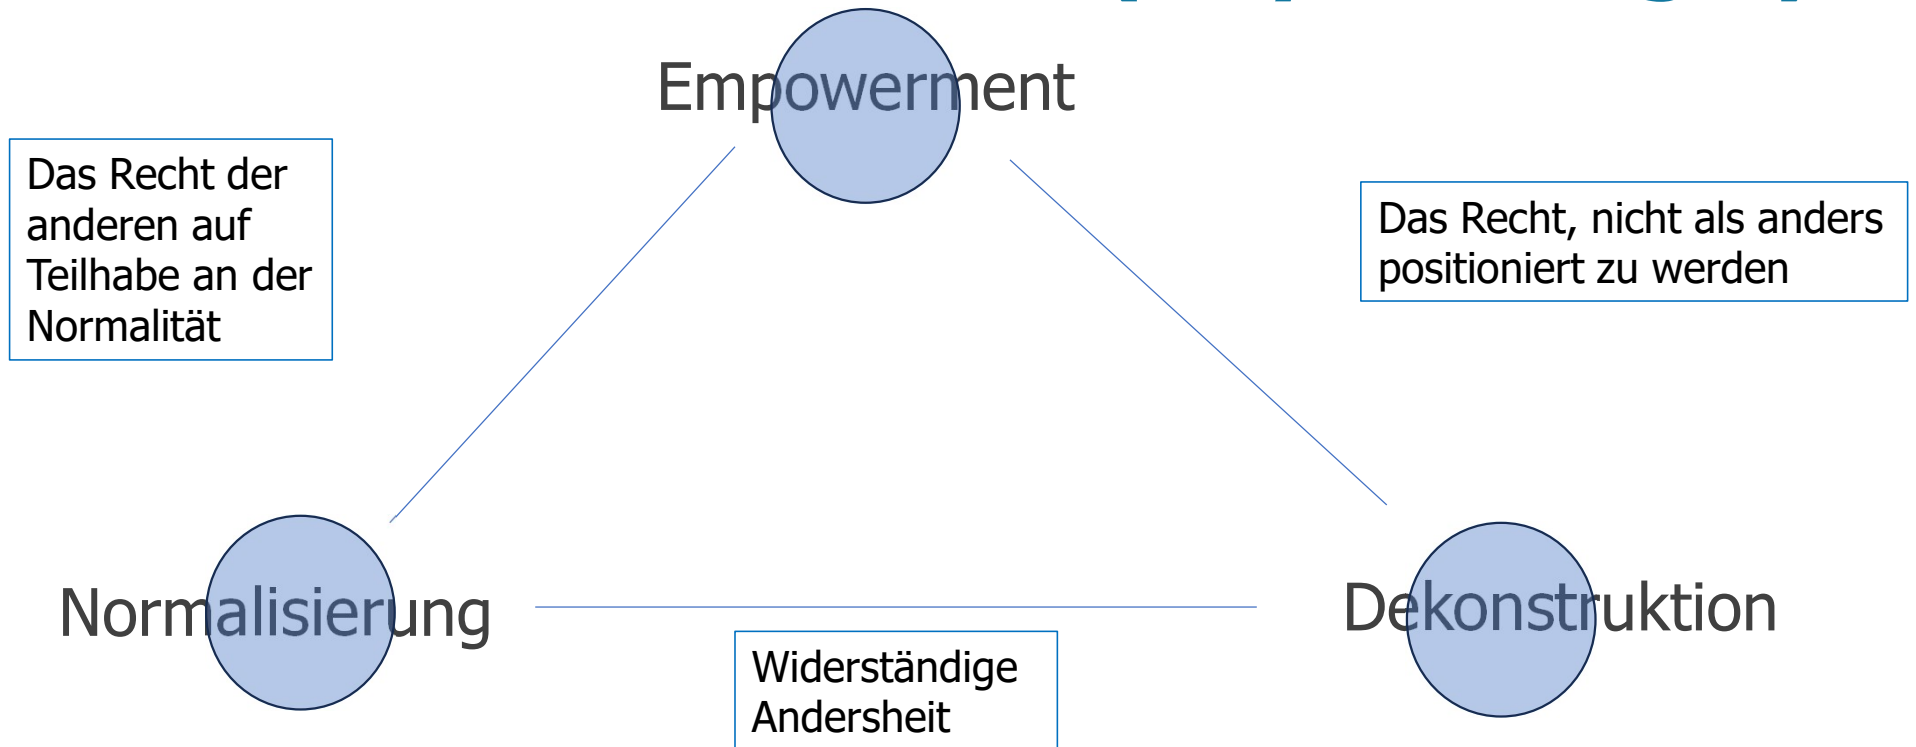 Empowerment
Das Recht der
anderen auf
Teilhabe an der
Normalität
Das Recht, nicht als anders
positioniert zu werden
Normalisierung
Dekonstruktion
Widerständige
Andersheit